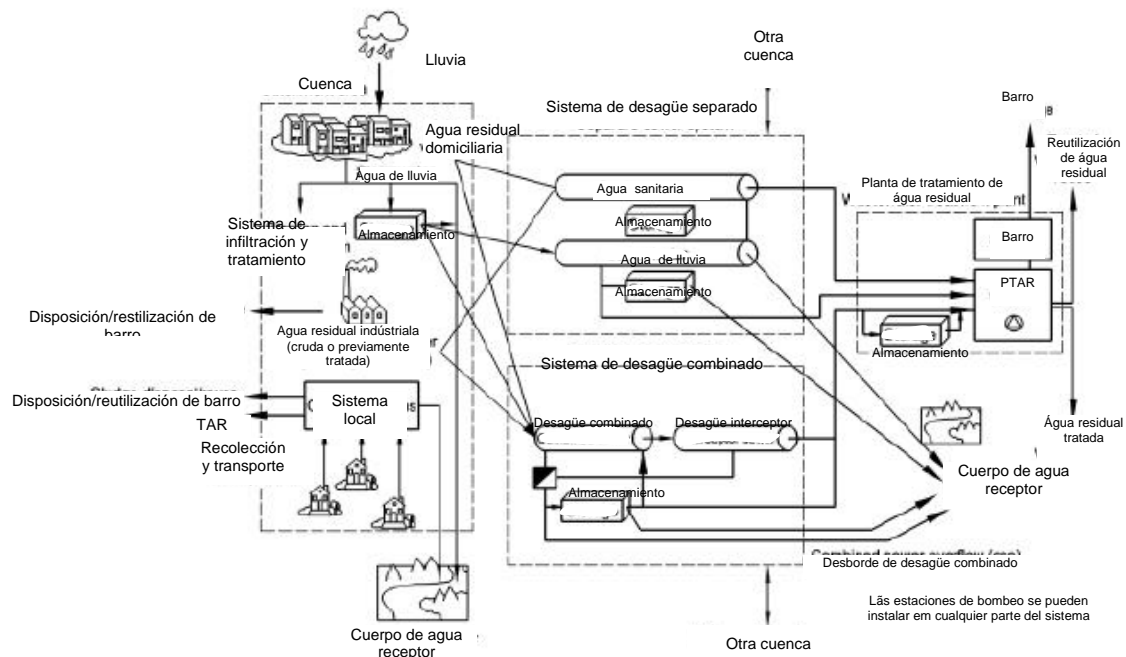 Lluvia
Otra
cuenca
Cuenca
Sistema de desagüe separado
Barro
Agua residual
domiciliaria
Reutilización
de água
residual
Agua de lluvia
Agua sanitaria
Planta de tratamiento de
água residual
Sistema de
infiltración y
tratamiento
Almacenamiento
Almacenamiento
Barro
Agua de lluvia
Almacenamiento
PTAR
Disposición/restilización de
barro
Agua residual indústriala
(cruda o previamente
tratada)
Almacenamiento
Sistema de desagüe combinado
Disposición/reutilización de barro
TAR
Sistema
local
Recolección
y transporte
Desagüe combinado
Desagüe interceptor
Água residual
tratada
Cuerpo de agua
receptor
Almacenamiento
Desborde de desagüe combinado
Lãs estaciones de bombeo se pueden
instalar em cualquier parte del sistema
Cuerpo de agua
receptor
Otra cuenca